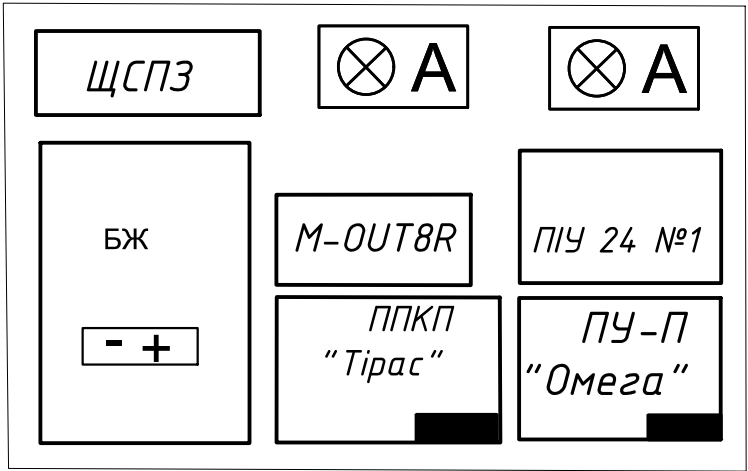 ЩСПЗ
A
A
БЖ
- +
M-OUT8R
ПІУ 24 №1
ППКП
"Тірас"
ПУ-П
"Омега"